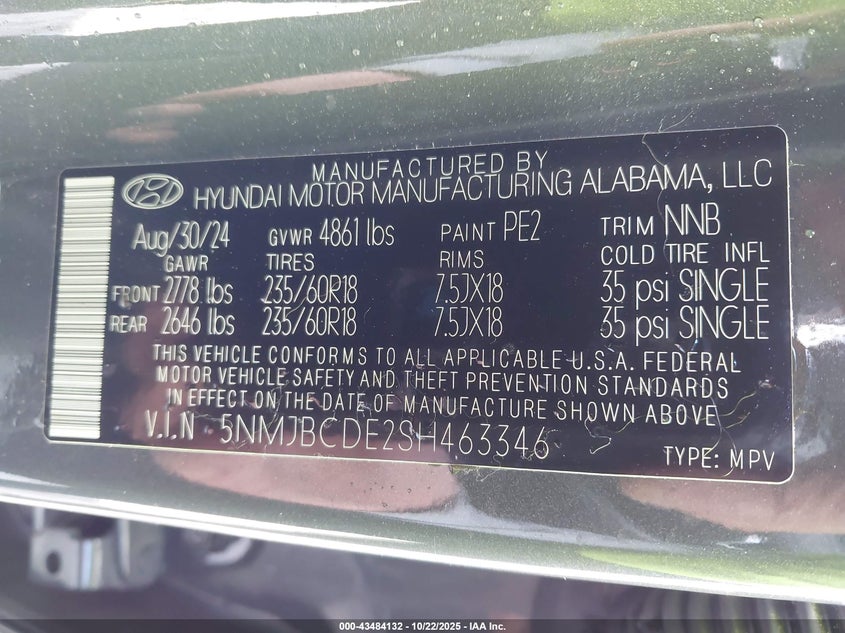 MANUFACTURED BY
HYUNDAI MOTOR MANUFACTURING ALABAMA, LLC
Aug/30/24 GVWR 4861 lbs PAINT PE2 TRIM NNB
GAWR TIRES RIMS COLD TIRE INFL
FRONT 2778 lbs 235/60R18 7.5JX18 35 psi SINGLE
REAR 2646 lbs 235/60R18 7.5JX18 35 psi SINGLE
THIS VEHICLE CONFORMS TO ALL APPLICABLE U.S.A. FEDERAL
MOTOR VEHICLE SAFETY AND THEFT PREVENTION STANDARDS
IN EFFECT ON THE DATE OF MANUFACTURE SHOWN ABOVE
V.I.N 5NMJBCDE2SH463346
TYPE: MPV
000-43484132 - 10/22/2025 - IAA Inc.